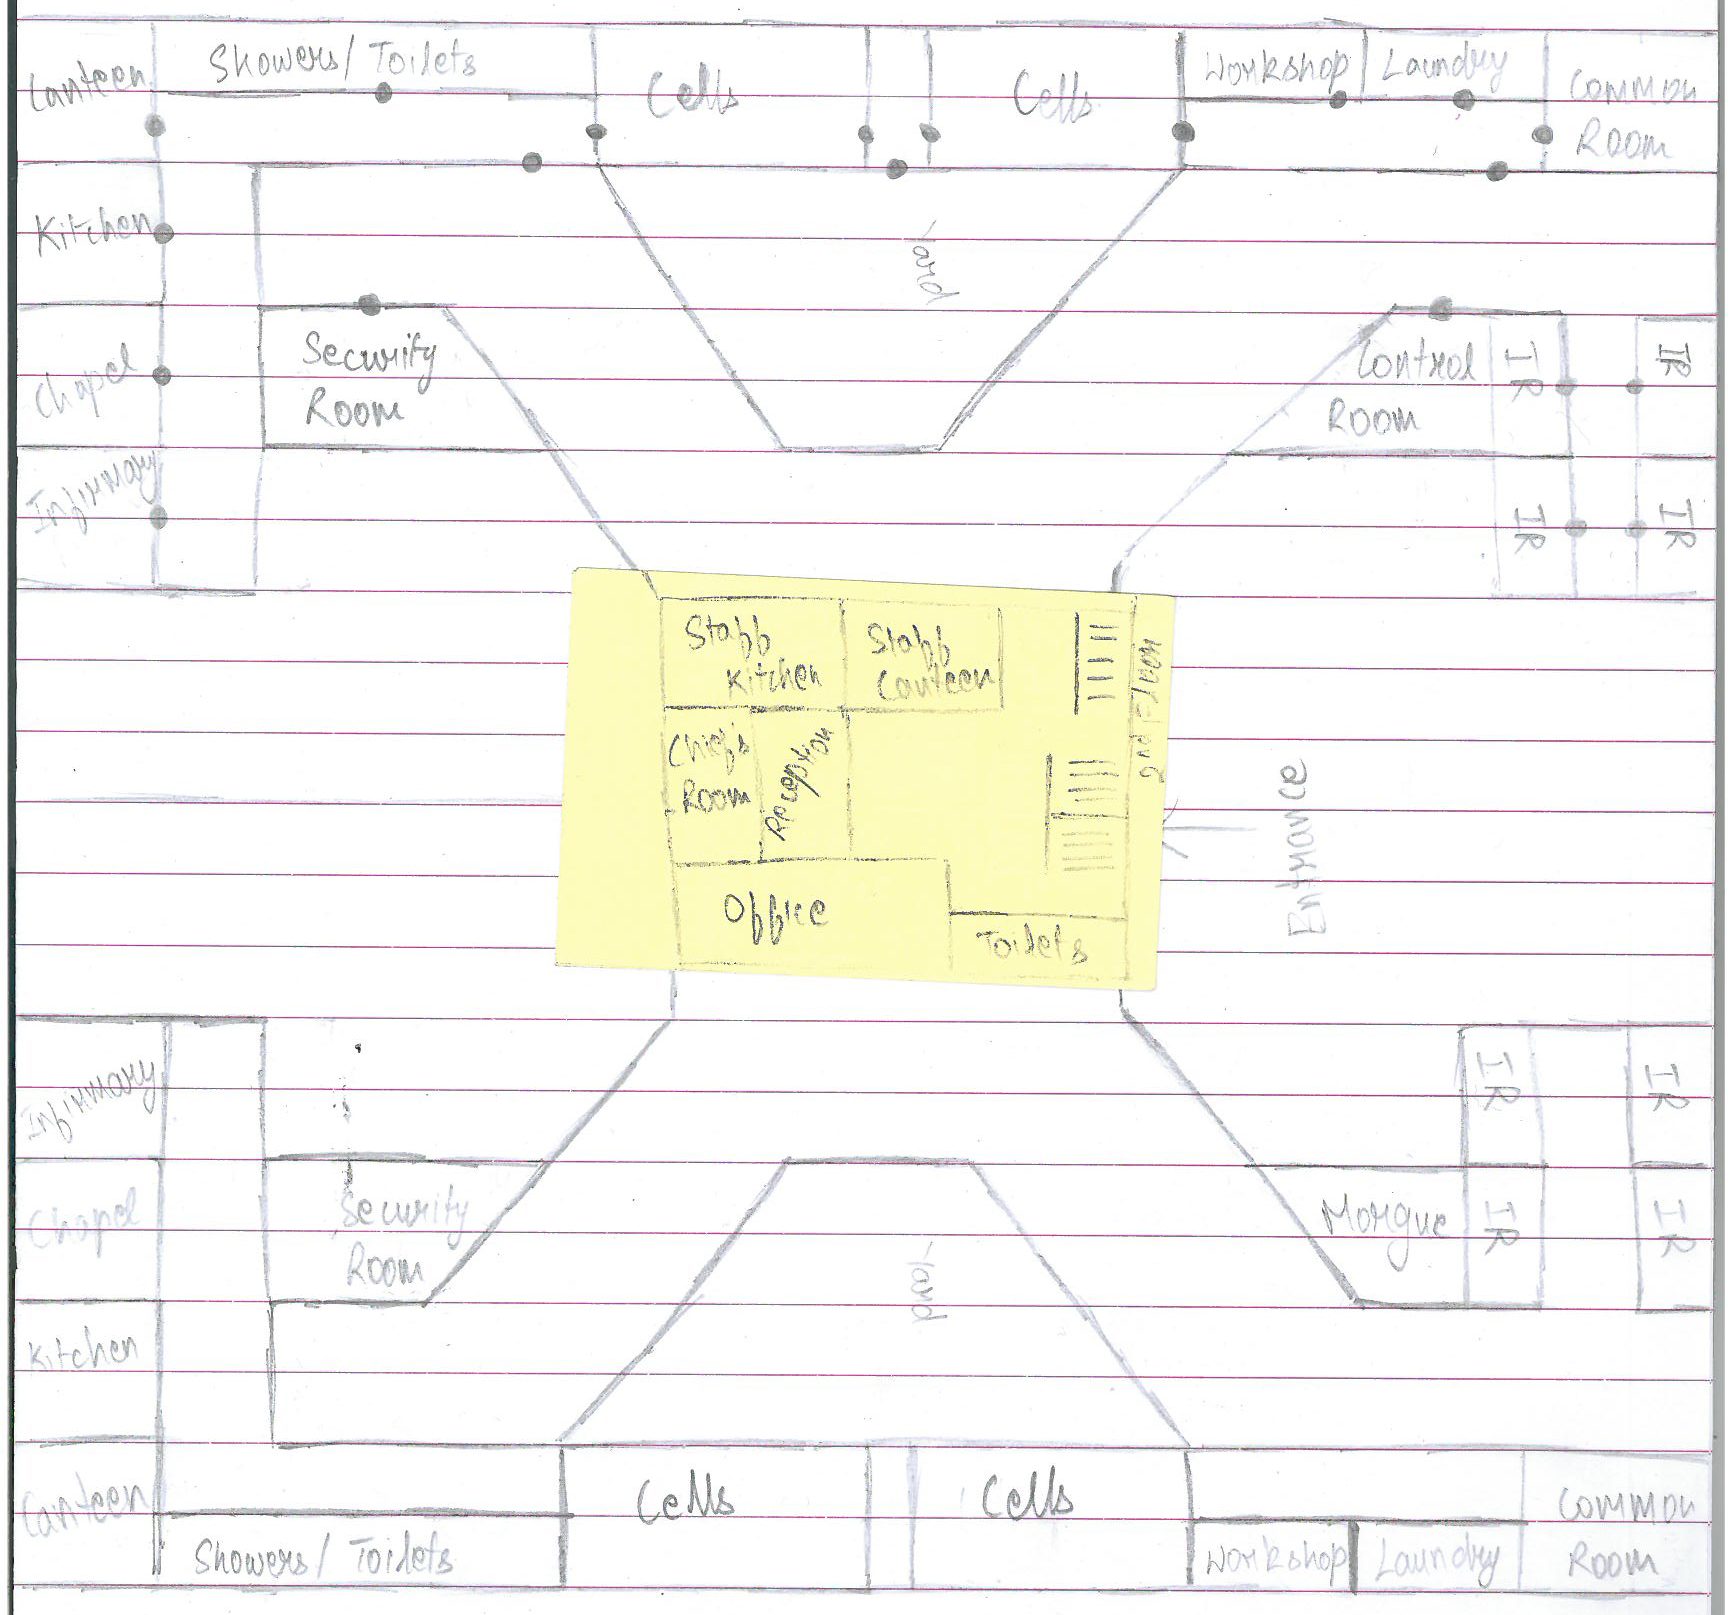 Canteen
Showers/ Toilets
Cells
Cells
Workshop
Laundry
Common
Room
Kitchen
Yard
Chapel
Security
Room
Control
Room
IR
IR
Infirmary
IR
IR
Staff
Kitchen
Staff
Canteen
2nd Floor
Chief's
Room
Reception
Entrance
Office
Toilets
Infirmary
IR
IR
Chapel
Security
Room
Yard
Morgue
IR
IR
Kitchen
Canteen
Cells
Cells
Common
Room
Showers/ Toilets
Workshop
Laundry